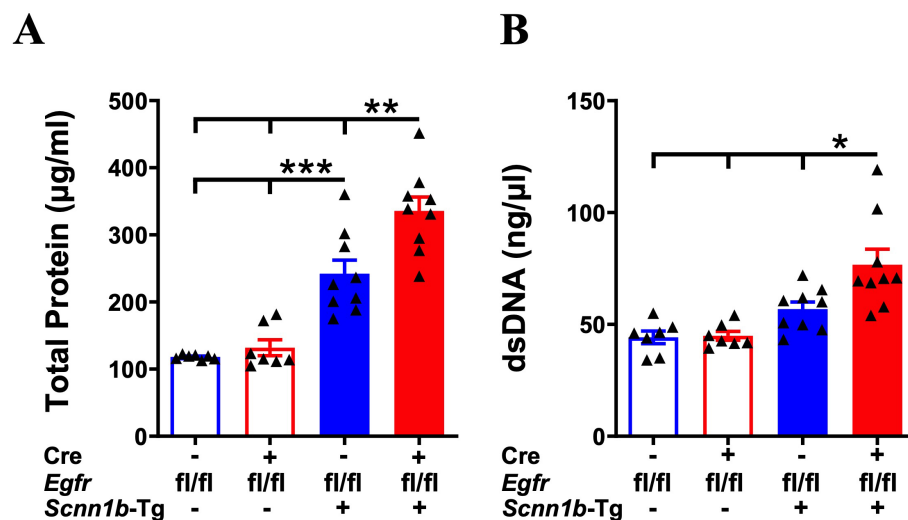 A
B
Total Protein (µg/ml)
500
400
300
200
100
0
**
***
Cre - + - +
Egfr fl/fl fl/fl fl/fl fl/fl
Scnn1b-Tg - - + +
dsDNA (ng/µl)
150
100
50
0
*
Cre - + - +
Egfr fl/fl fl/fl fl/fl fl/fl
Scnn1b-Tg - - + +